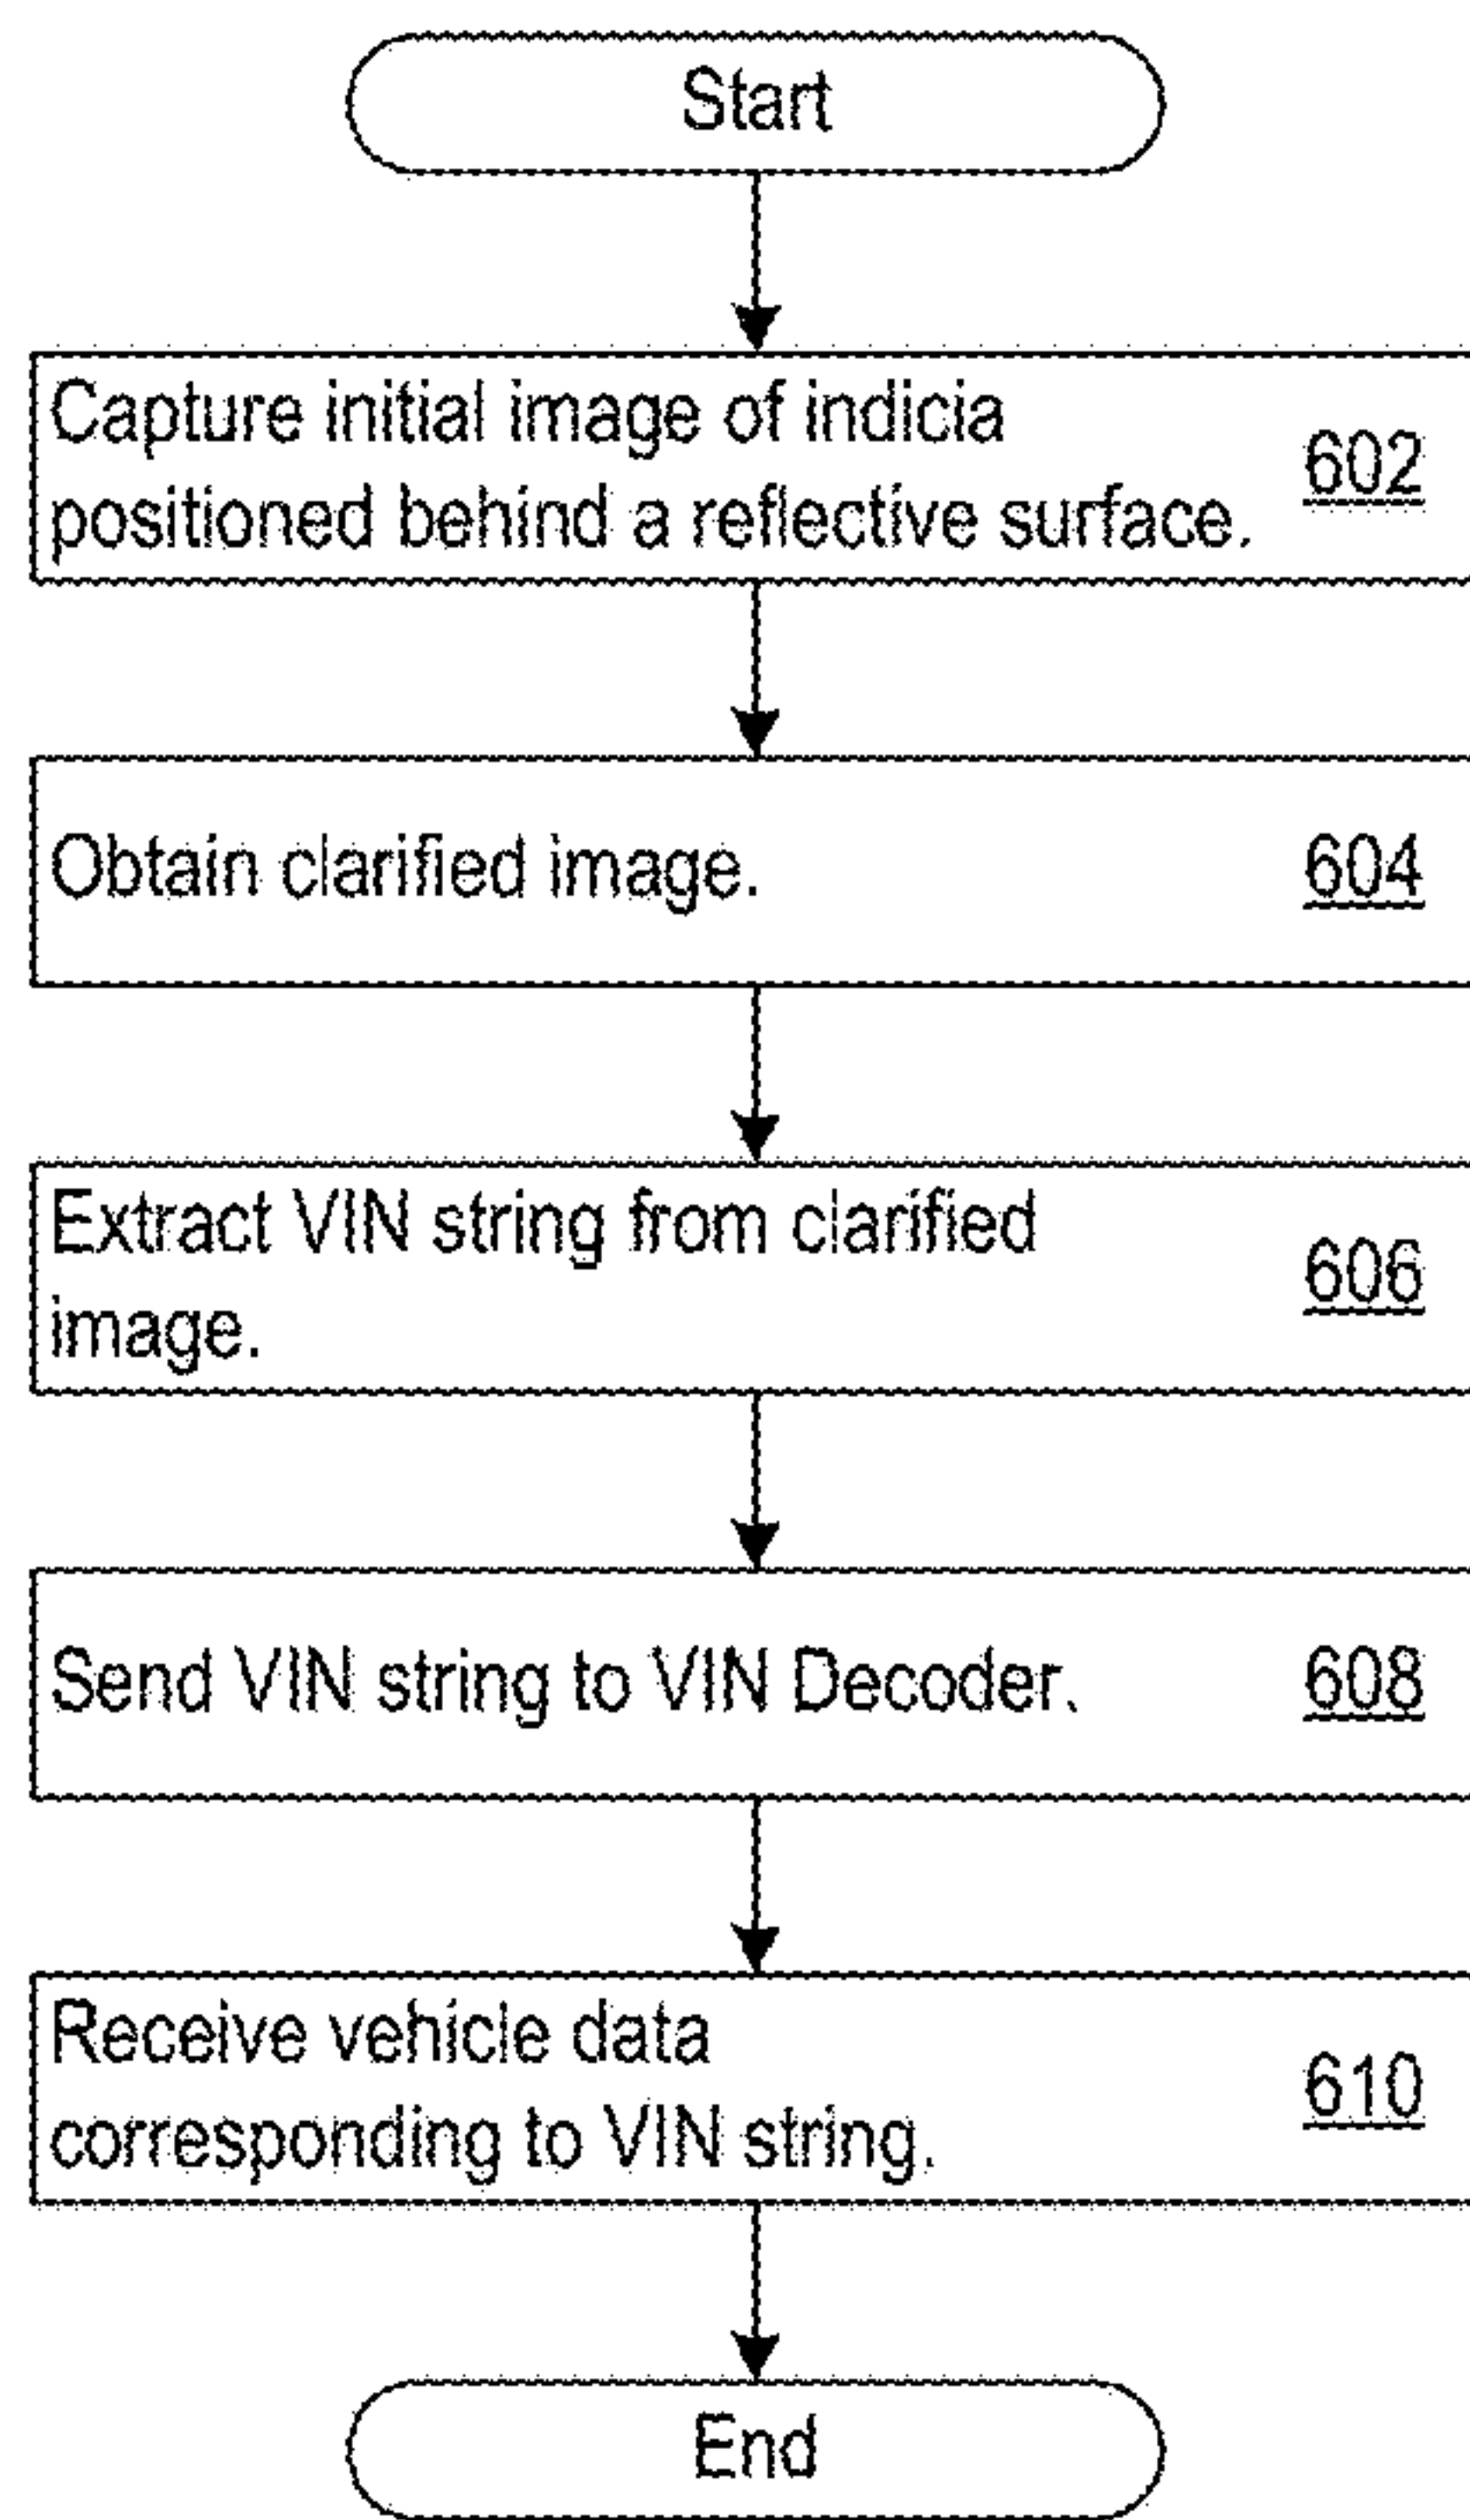 Start
Capture initial image of indicia
positioned behind a reflective surface.
602
Obtain clarified image.
604
Extract VIN string from clarified
image.
606
Send VIN string to VIN Decoder.
608
Receive vehicle data
corresponding to VIN string.
610
End